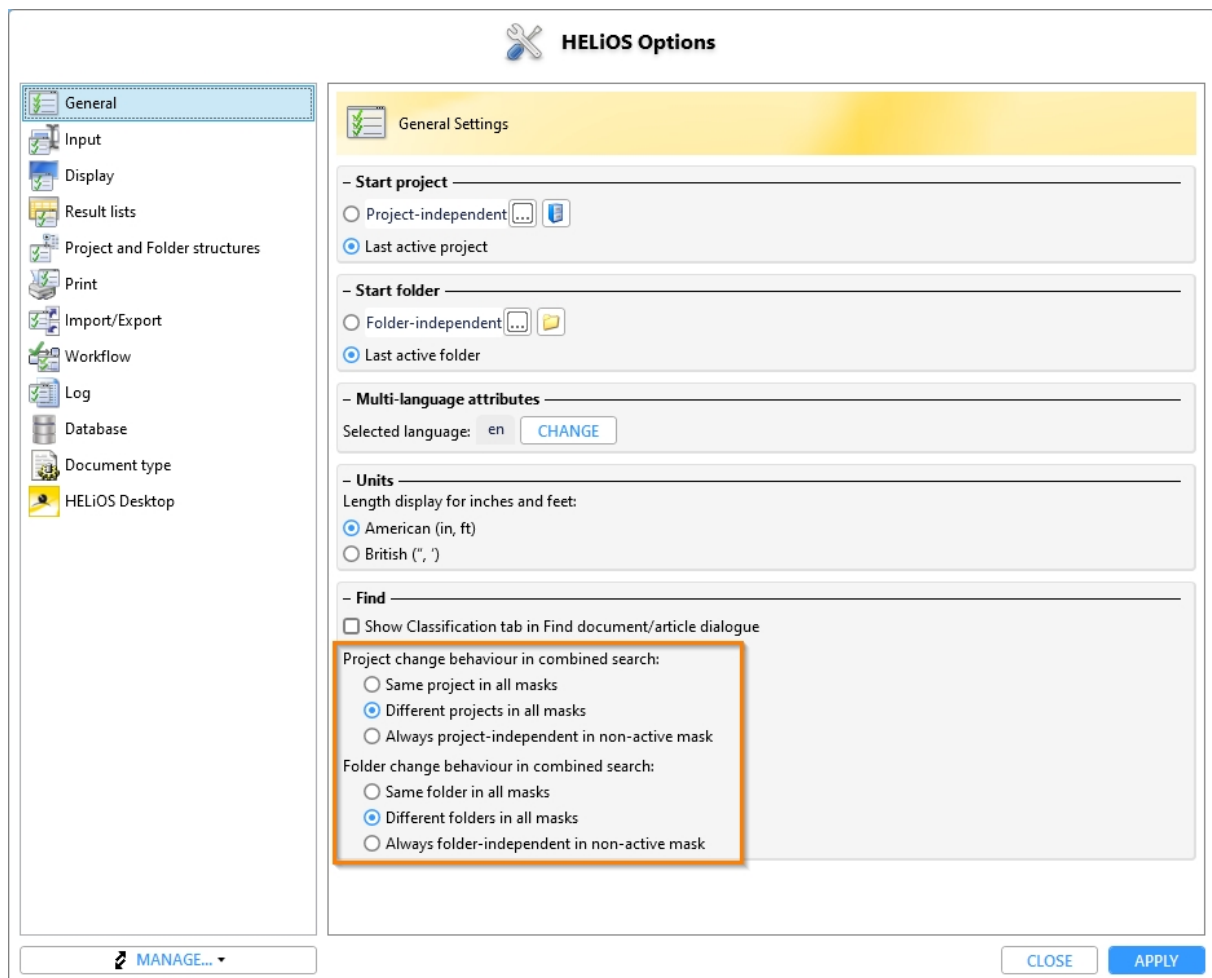 HELiOS Options
General
Input
Display
Result lists
Project and Folder structures
Print
Import/Export
Workflow
Log
Database
Document type
HELiOS Desktop
General Settings
– Start project
Project-independent ...
Last active project
– Start folder
Folder-independent ...
Last active folder
– Multi-language attributes
Selected language: en CHANGE
– Units
Length display for inches and feet:
American (in, ft)
British (", ')
– Find
Show Classification tab in Find document/article dialogue
Project change behaviour in combined search:
Same project in all masks
Different projects in all masks
Always project-independent in non-active mask
Folder change behaviour in combined search:
Same folder in all masks
Different folders in all masks
Always folder-independent in non-active mask
MANAGE...
CLOSE APPLY